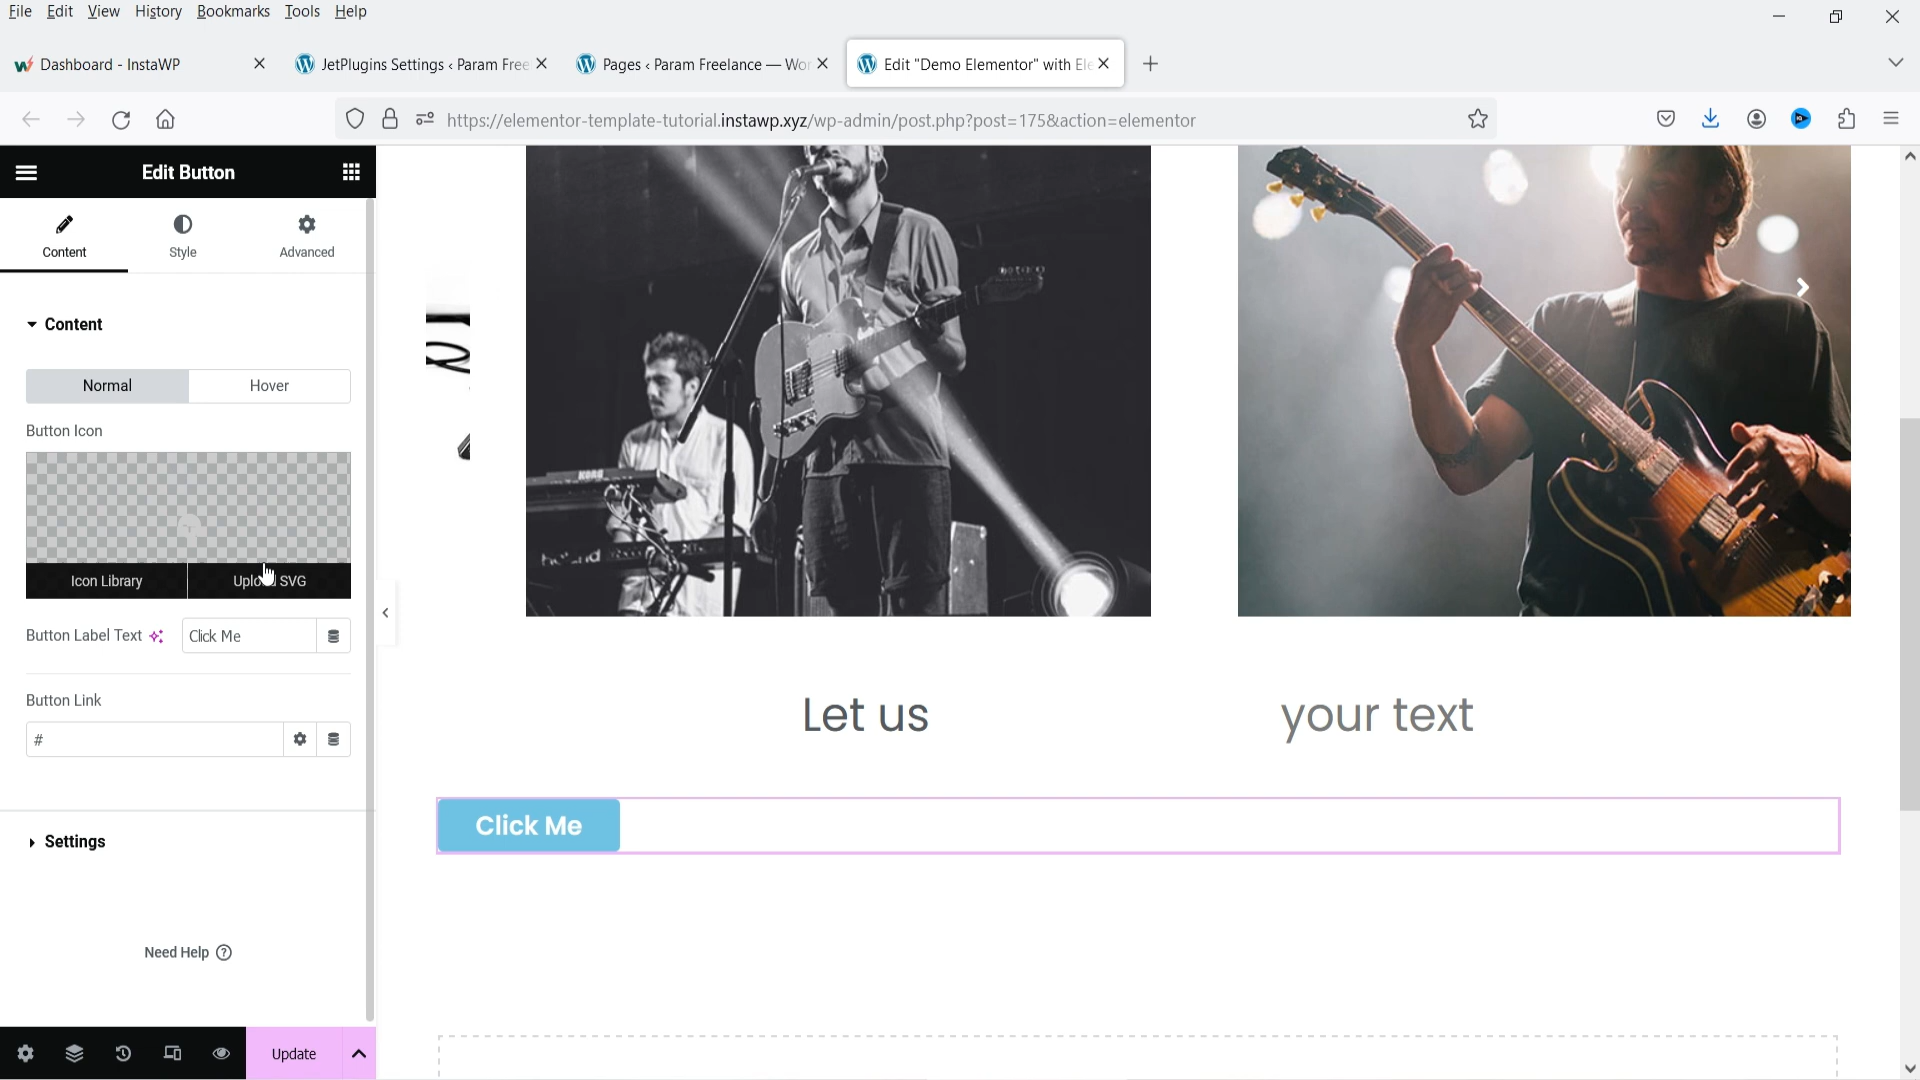 File Edit View History Bookmarks Tools Help
Dashboard - InstaWP
JetPlugins Settings ‹ Param Free
Pages ‹ Param Freelance — Wor
Edit "Demo Elementor" with Ele
https://elementor-template-tutorial.instawp.xyz/wp-admin/post.php?post=175&action=elementor
Edit Button
Content Style Advanced
Content
Normal Hover
Button Icon
Icon Library Upload SVG
Button Label Text Click Me
Button Link
#
Settings
Need Help
Update
KORG
Let us your text
Click Me